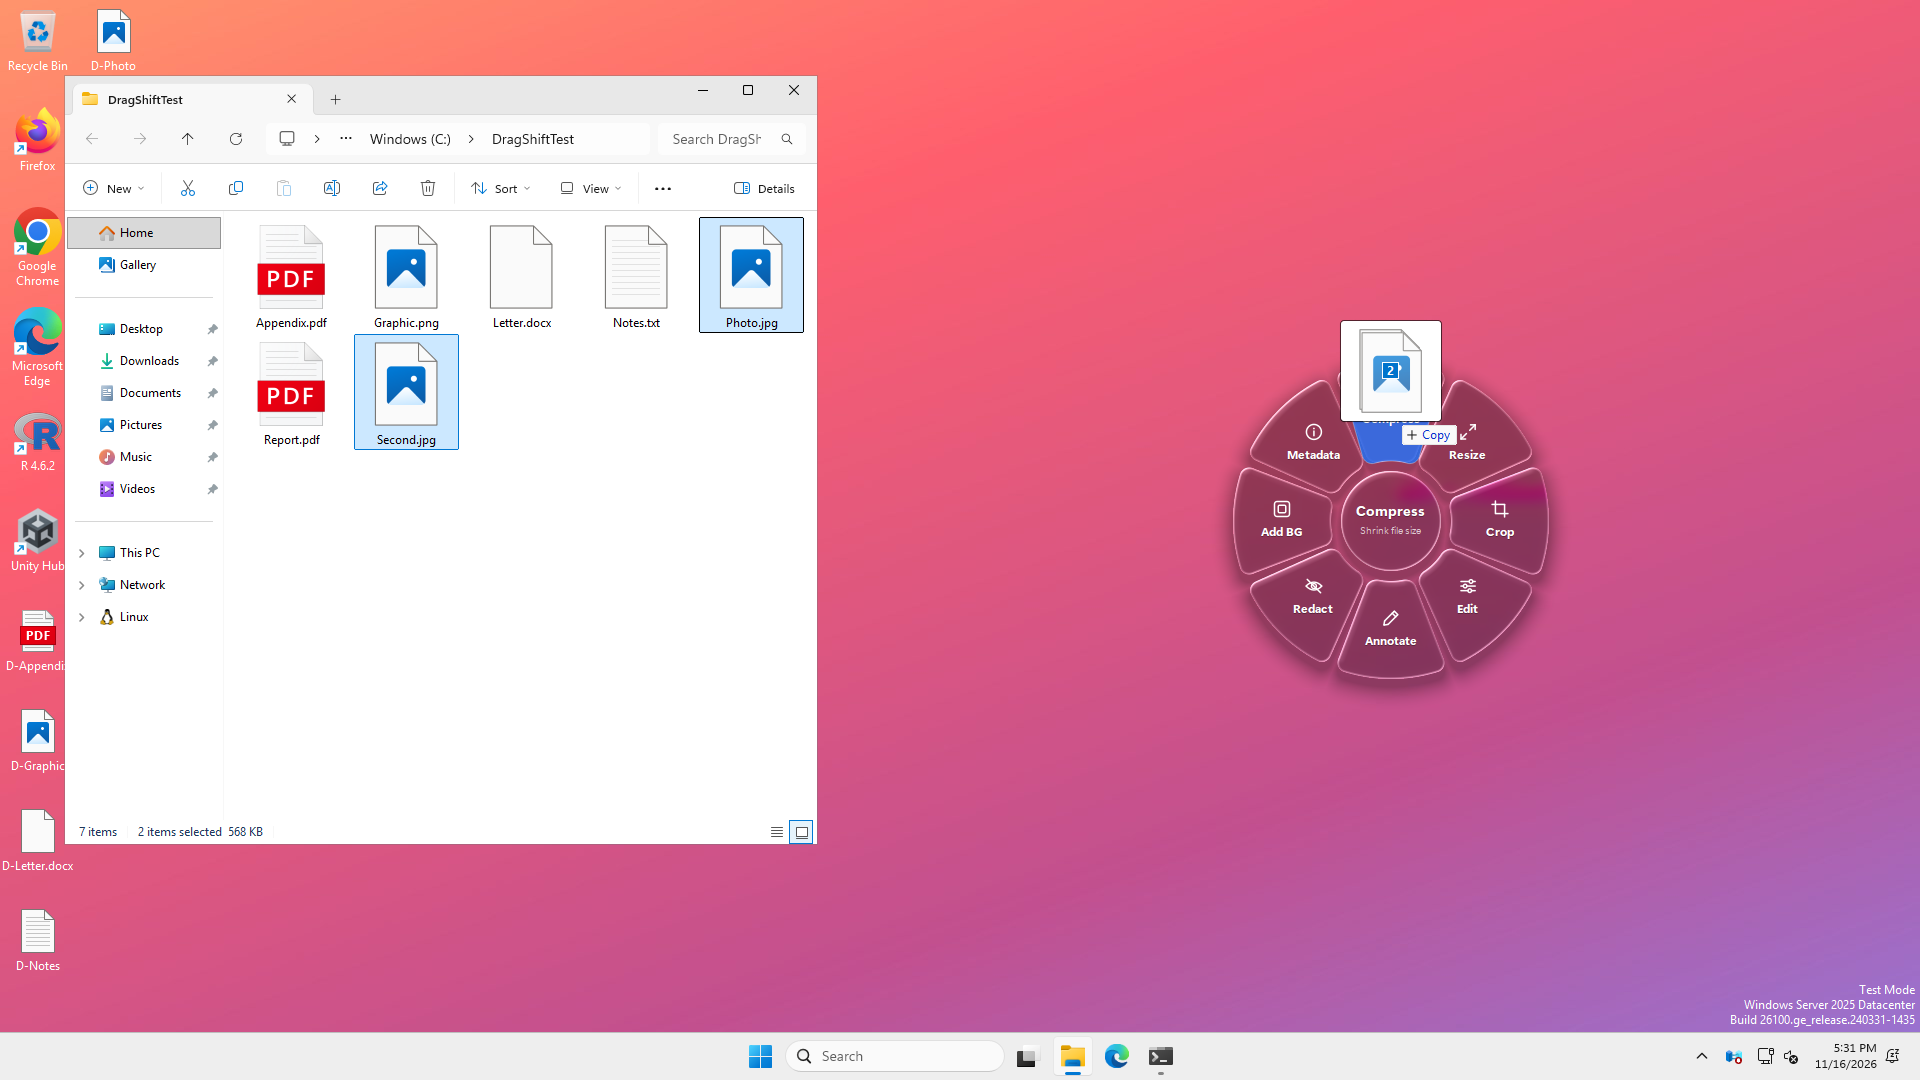 Recycle Bin
D-Photo
Firefox
Google
Chrome
Microsoft
Edge
R 4.6.2
Unity Hub
PDF
D-Appendi
D-Graphic
D-Letter.docx
D-Notes
DragShiftTest
Windows (C:)
DragShiftTest
Search DragSh
New
Sort
View
Details
Home
Gallery
Desktop
Downloads
Documents
Pictures
Music
Videos
This PC
Network
Linux
PDF
Appendix.pdf
Graphic.png
Letter.docx
Notes.txt
Photo.jpg
PDF
Report.pdf
Second.jpg
7 items
2 items selected 568 KB
2
Copy
Metadata
Resize
Add BG
Compress
Shrink file size
Crop
Redact
Edit
Annotate
Test Mode
Windows Server 2025 Datacenter
Build 26100.ge_release.240331-1435
Search
5:31 PM
11/16/2026